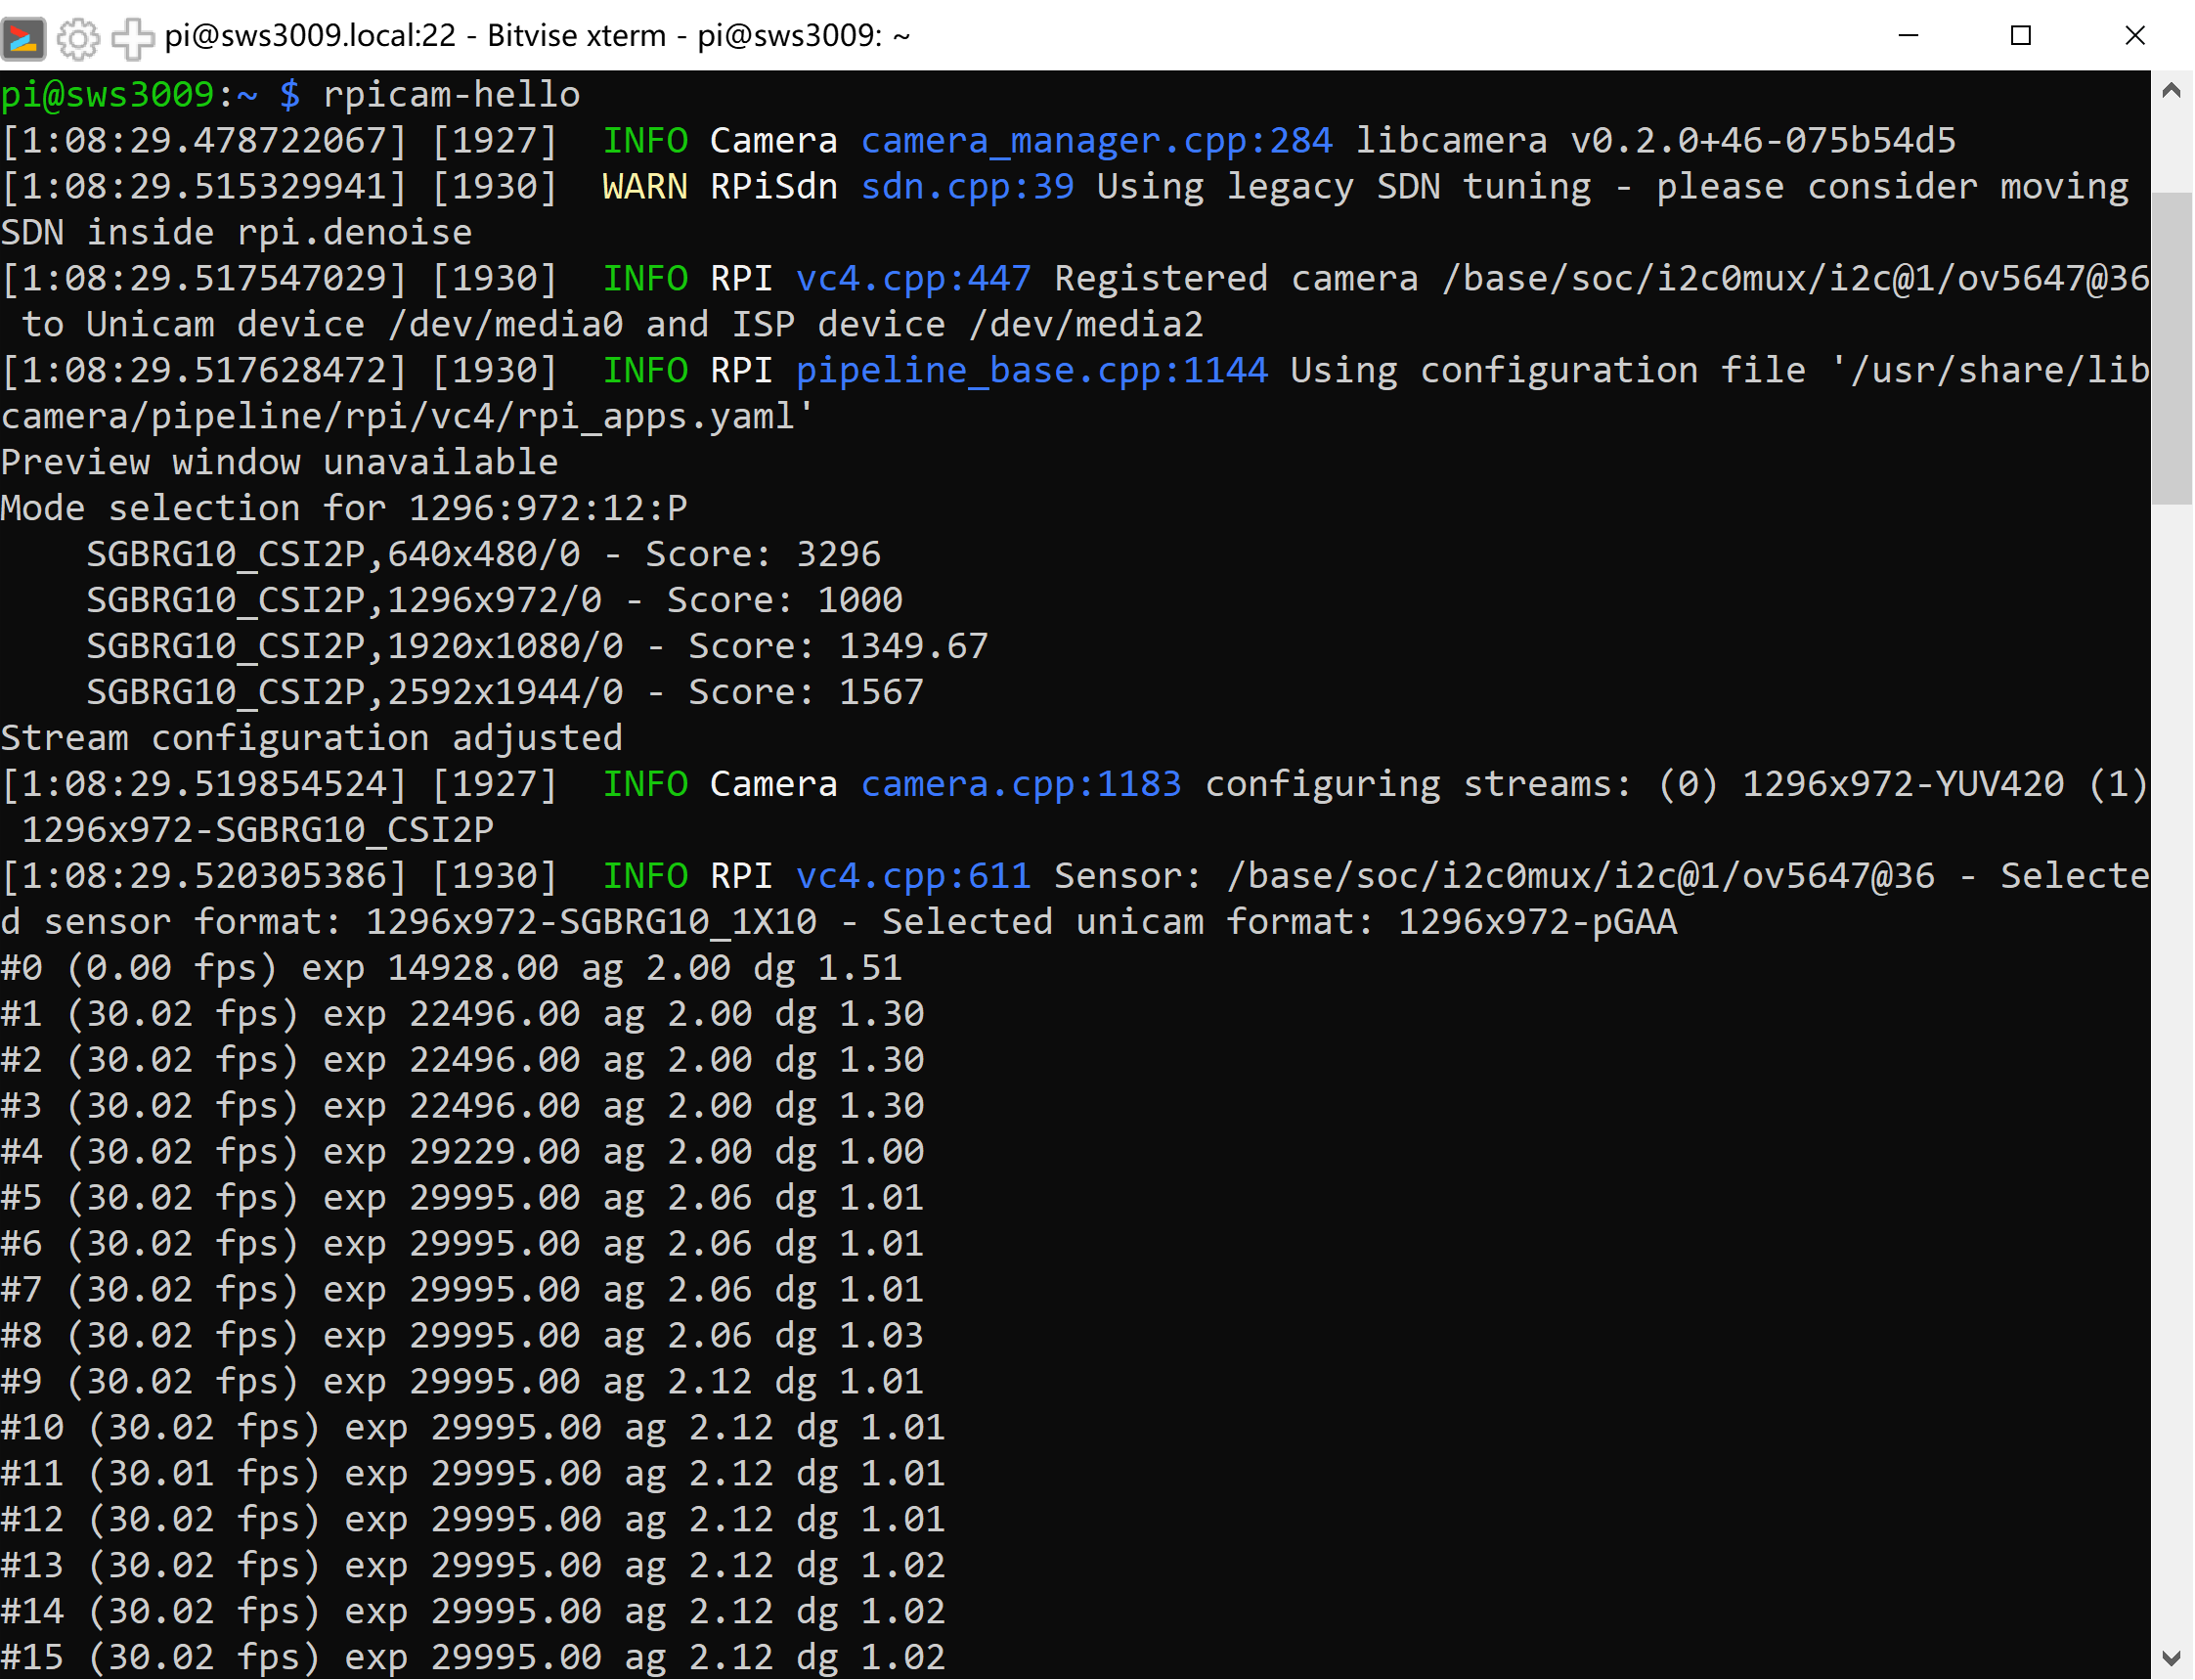 pi@sws3009.local:22 - Bitvise xterm - pi@sws3009: ~
pi@sws3009:~ $ rpicam-hello
[1:08:29.478722067] [1927]  INFO Camera camera_manager.cpp:284 libcamera v0.2.0+46-075b54d5
[1:08:29.515329941] [1930]  WARN RPiSdn sdn.cpp:39 Using legacy SDN tuning - please consider moving
SDN inside rpi.denoise
[1:08:29.517547029] [1930]  INFO RPI vc4.cpp:447 Registered camera /base/soc/i2c0mux/i2c@1/ov5647@36
 to Unicam device /dev/media0 and ISP device /dev/media2
[1:08:29.517628472] [1930]  INFO RPI pipeline_base.cpp:1144 Using configuration file '/usr/share/lib
camera/pipeline/rpi/vc4/rpi_apps.yaml'
Preview window unavailable
Mode selection for 1296:972:12:P
    SGBRG10_CSI2P,640x480/0 - Score: 3296
    SGBRG10_CSI2P,1296x972/0 - Score: 1000
    SGBRG10_CSI2P,1920x1080/0 - Score: 1349.67
    SGBRG10_CSI2P,2592x1944/0 - Score: 1567
Stream configuration adjusted
[1:08:29.519854524] [1927]  INFO Camera camera.cpp:1183 configuring streams: (0) 1296x972-YUV420 (1)
 1296x972-SGBRG10_CSI2P
[1:08:29.520305386] [1930]  INFO RPI vc4.cpp:611 Sensor: /base/soc/i2c0mux/i2c@1/ov5647@36 - Selecte
d sensor format: 1296x972-SGBRG10_1X10 - Selected unicam format: 1296x972-pGAA
#0 (0.00 fps) exp 14928.00 ag 2.00 dg 1.51
#1 (30.02 fps) exp 22496.00 ag 2.00 dg 1.30
#2 (30.02 fps) exp 22496.00 ag 2.00 dg 1.30
#3 (30.02 fps) exp 22496.00 ag 2.00 dg 1.30
#4 (30.02 fps) exp 29229.00 ag 2.00 dg 1.00
#5 (30.02 fps) exp 29995.00 ag 2.06 dg 1.01
#6 (30.02 fps) exp 29995.00 ag 2.06 dg 1.01
#7 (30.02 fps) exp 29995.00 ag 2.06 dg 1.01
#8 (30.02 fps) exp 29995.00 ag 2.06 dg 1.03
#9 (30.02 fps) exp 29995.00 ag 2.12 dg 1.01
#10 (30.02 fps) exp 29995.00 ag 2.12 dg 1.01
#11 (30.01 fps) exp 29995.00 ag 2.12 dg 1.01
#12 (30.02 fps) exp 29995.00 ag 2.12 dg 1.01
#13 (30.02 fps) exp 29995.00 ag 2.12 dg 1.02
#14 (30.02 fps) exp 29995.00 ag 2.12 dg 1.02
#15 (30.02 fps) exp 29995.00 ag 2.12 dg 1.02